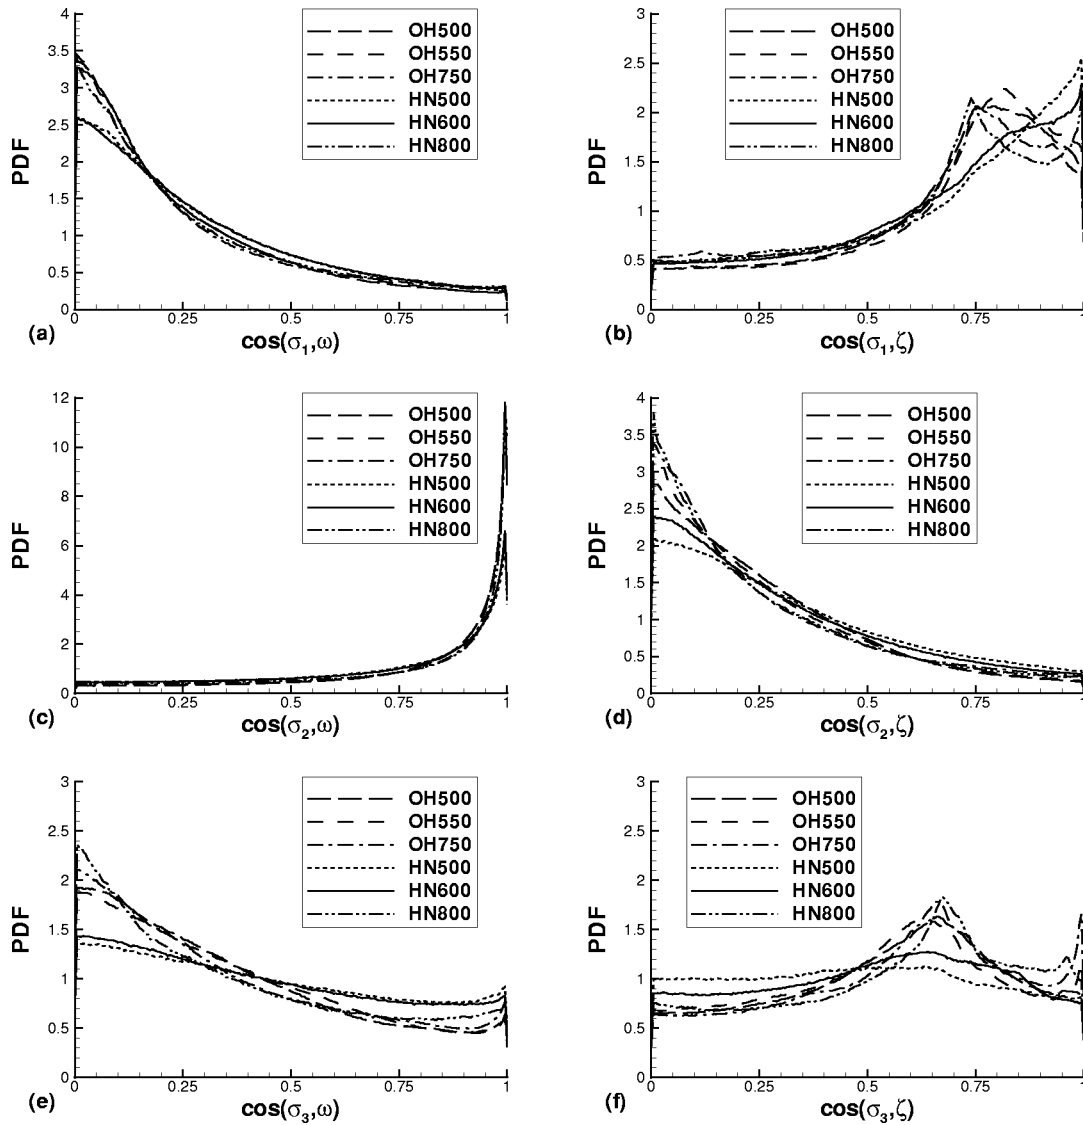 4
3.5
3
2.5
2
1.5
1
0.5
0
PDF
OH500
OH550
OH750
HN500
HN600
HN800
0 0.25 0.5 0.75 1
(a) cos(σ1,ω)
3
2.5
2
1.5
1
0.5
0
PDF
OH500
OH550
OH750
HN500
HN600
HN800
0 0.25 0.5 0.75 1
(b) cos(σ1,ζ)
12
10
8
6
4
2
0
PDF
OH500
OH550
OH750
HN500
HN600
HN800
0 0.25 0.5 0.75 1
(c) cos(σ2,ω)
4
3.5
3
2.5
2
1.5
1
0.5
0
PDF
OH500
OH550
OH750
HN500
HN600
HN800
0 0.25 0.5 0.75 1
(d) cos(σ2,ζ)
3
2.5
2
1.5
1
0.5
0
PDF
OH500
OH550
OH750
HN500
HN600
HN800
0 0.25 0.5 0.75 1
(e) cos(σ3,ω)
3
2.5
2
1.5
1
0.5
0
PDF
OH500
OH550
OH750
HN500
HN600
HN800
0 0.25 0.5 0.75 1
(f) cos(σ3,ζ)